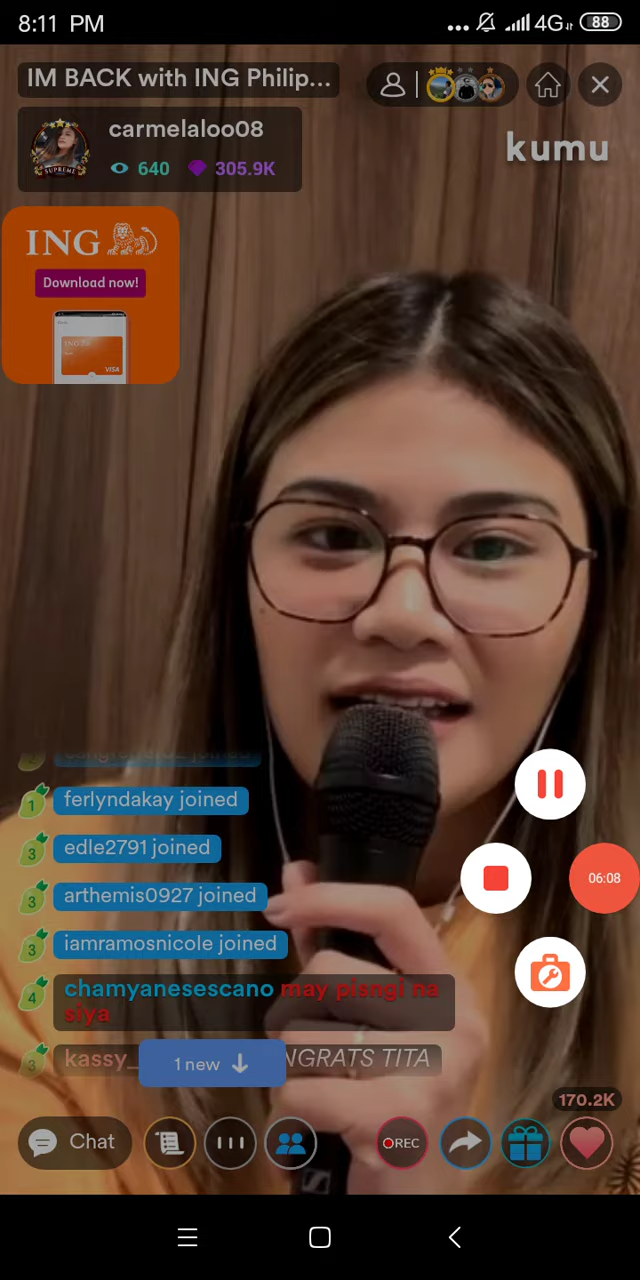 8:11 PM
4G
88
IM BACK with ING Philip...
carmelaloo08
640
305.9K
SUPREME
kumu
ING
Download now!
VISA
1
ferlyndakay joined
3
edle2791 joined
3
arthemis0927 joined
3
iamramosnicole joined
4
chamyanesescano may pisngi na
siya
3
kassy_
1 new
NGRATS TITA
06:08
170.2K
Chat
REC